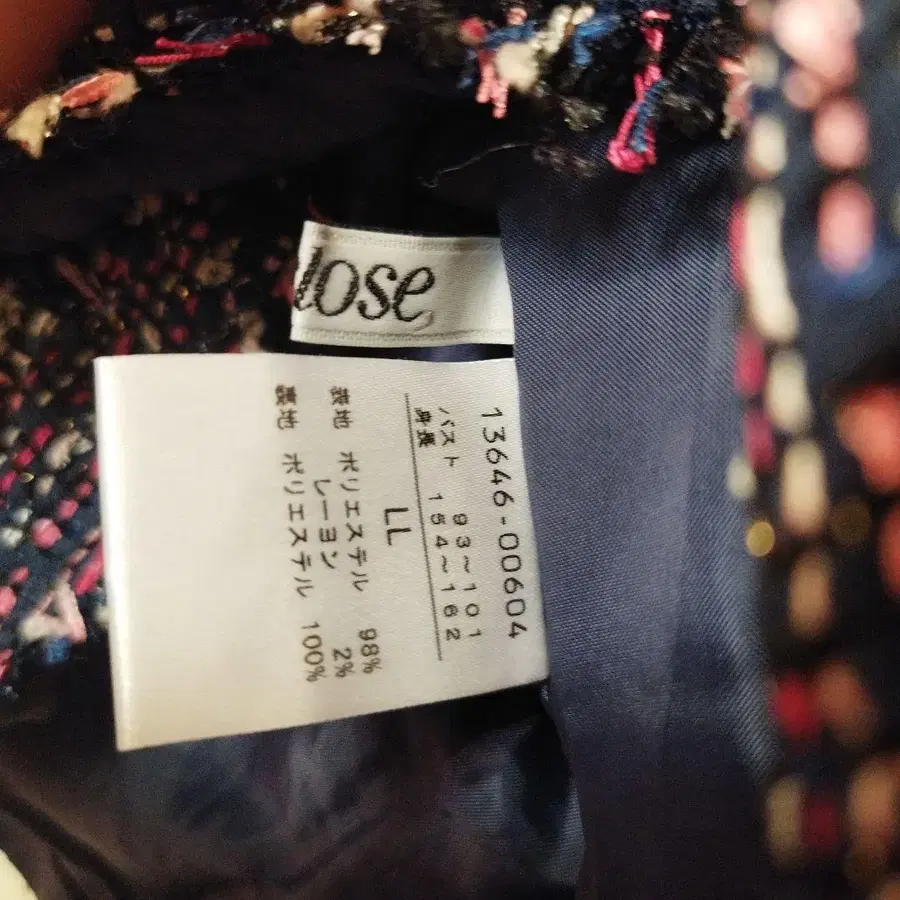 lose
13646-00604
バスト 93〜101
身長 154〜162
LL
表地 ポリエステル 98%
レーヨン 2%
裏地 ポリエステル 100%